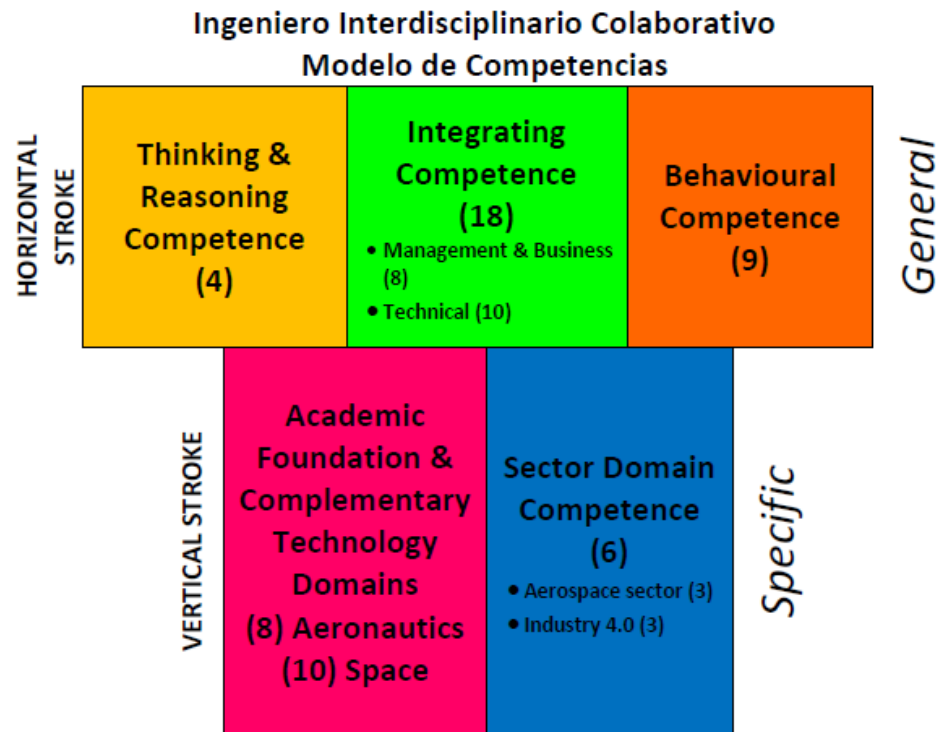 Ingeniero Interdisciplinario Colaborativo
Modelo de Competencias
HORIZONTAL
STROKE
Thinking &
Reasoning
Competence
(4)
Integrating
Competence
(18)
• Management & Business
(8)
• Technical (10)
Behavioural
Competence
(9)
General
VERTICAL STROKE
Academic
Foundation &
Complementary
Technology
Domains
(8) Aeronautics
(10) Space
Sector Domain
Competence
(6)
• Aerospace sector (3)
• Industry 4.0 (3)
Specific